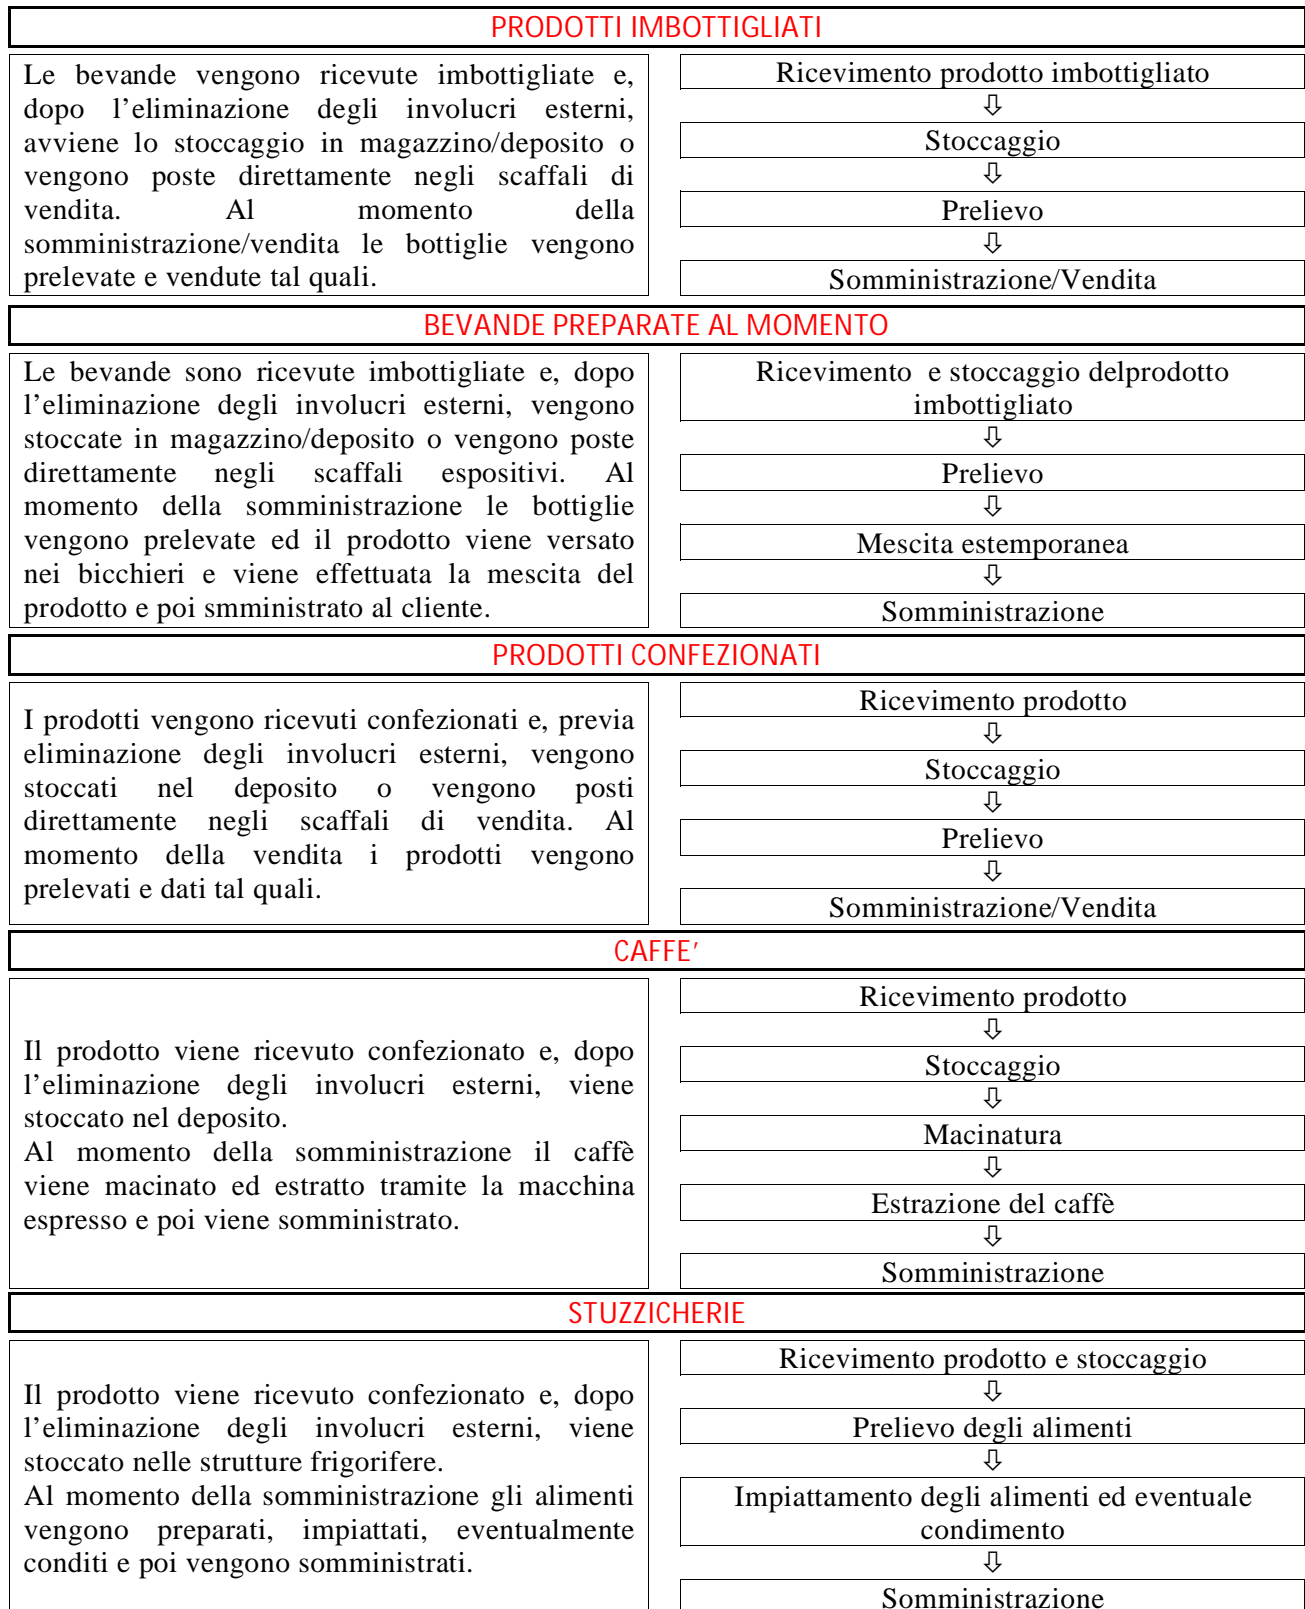 PRODOTTI IMBOTTIGLIATI
Le bevande vengono ricevute imbottigliate e,
dopo l’eliminazione degli involucri esterni,
avviene lo stoccaggio in magazzino/deposito o
vengono poste direttamente negli scaffali di
vendita. Al momento della
somministrazione/vendita le bottiglie vengono
prelevate e vendute tal quali.
Ricevimento prodotto imbottigliato
⇩
Stoccaggio
⇩
Prelievo
⇩
Somministrazione/Vendita
BEVANDE PREPARATE AL MOMENTO
Le bevande sono ricevute imbottigliate e, dopo
l’eliminazione degli involucri esterni, vengono
stoccate in magazzino/deposito o vengono poste
direttamente negli scaffali espositivi. Al
momento della somministrazione le bottiglie
vengono prelevate ed il prodotto viene versato
nei bicchieri e viene effettuata la mescita del
prodotto e poi smministrato al cliente.
Ricevimento e stoccaggio delprodotto
imbottigliato
⇩
Prelievo
⇩
Mescita estemporanea
⇩
Somministrazione
PRODOTTI CONFEZIONATI
I prodotti vengono ricevuti confezionati e, previa
eliminazione degli involucri esterni, vengono
stoccati nel deposito o vengono posti
direttamente negli scaffali di vendita. Al
momento della vendita i prodotti vengono
prelevati e dati tal quali.
Ricevimento prodotto
⇩
Stoccaggio
⇩
Prelievo
⇩
Somministrazione/Vendita
CAFFE’
Il prodotto viene ricevuto confezionato e, dopo
l’eliminazione degli involucri esterni, viene
stoccato nel deposito.
Al momento della somministrazione il caffè
viene macinato ed estratto tramite la macchina
espresso e poi viene somministrato.
Ricevimento prodotto
⇩
Stoccaggio
⇩
Macinatura
⇩
Estrazione del caffè
⇩
Somministrazione
STUZZICHERIE
Il prodotto viene ricevuto confezionato e, dopo
l’eliminazione degli involucri esterni, viene
stoccato nelle strutture frigorifere.
Al momento della somministrazione gli alimenti
vengono preparati, impiattati, eventualmente
conditi e poi vengono somministrati.
Ricevimento prodotto e stoccaggio
⇩
Prelievo degli alimenti
⇩
Impiattamento degli alimenti ed eventuale
condimento
⇩
Somministrazione